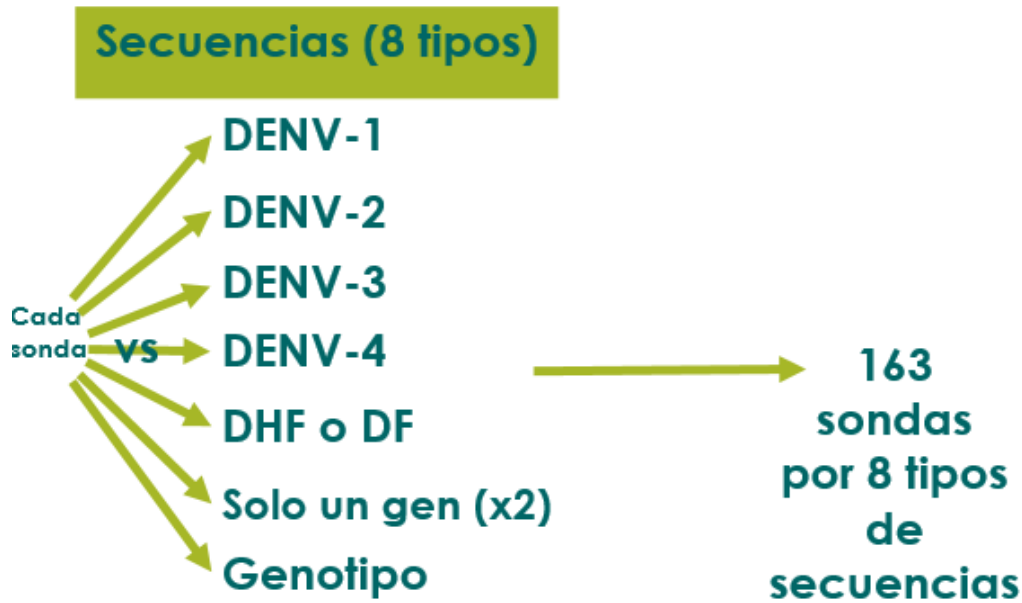 Secuencias (8 tipos)
DENV-1
DENV-2
DENV-3
Cada
sonda
vs
DENV-4
DHF o DF
Solo un gen (x2)
Genotipo
163
sondas
por 8 tipos
de
secuencias